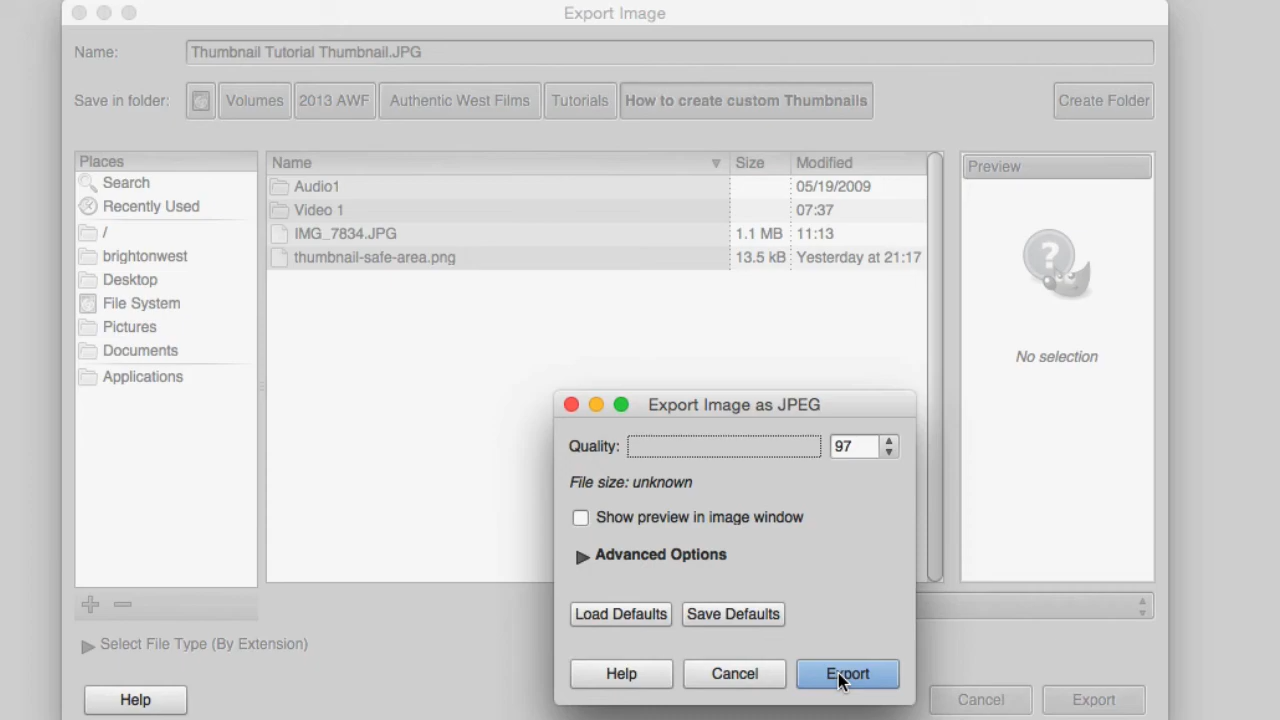 Export Image
Name: Thumbnail Tutorial Thumbnail.JPG
Save in folder: Volumes 2013 AWF Authentic West Films Tutorials How to create custom Thumbnails Create Folder
Places
Search
Recently Used
/
brightonwest
Desktop
File System
Pictures
Documents
Applications
Name Size Modified
Audio1 05/19/2009
Video 1 07:37
IMG_7834.JPG 1.1 MB 11:13
thumbnail-safe-area.png 13.5 kB Yesterday at 21:17
Preview
No selection
Export Image as JPEG
Quality: 97
File size: unknown
Show preview in image window
Advanced Options
Load Defaults Save Defaults
Help Cancel Export
Select File Type (By Extension)
Help Cancel Export